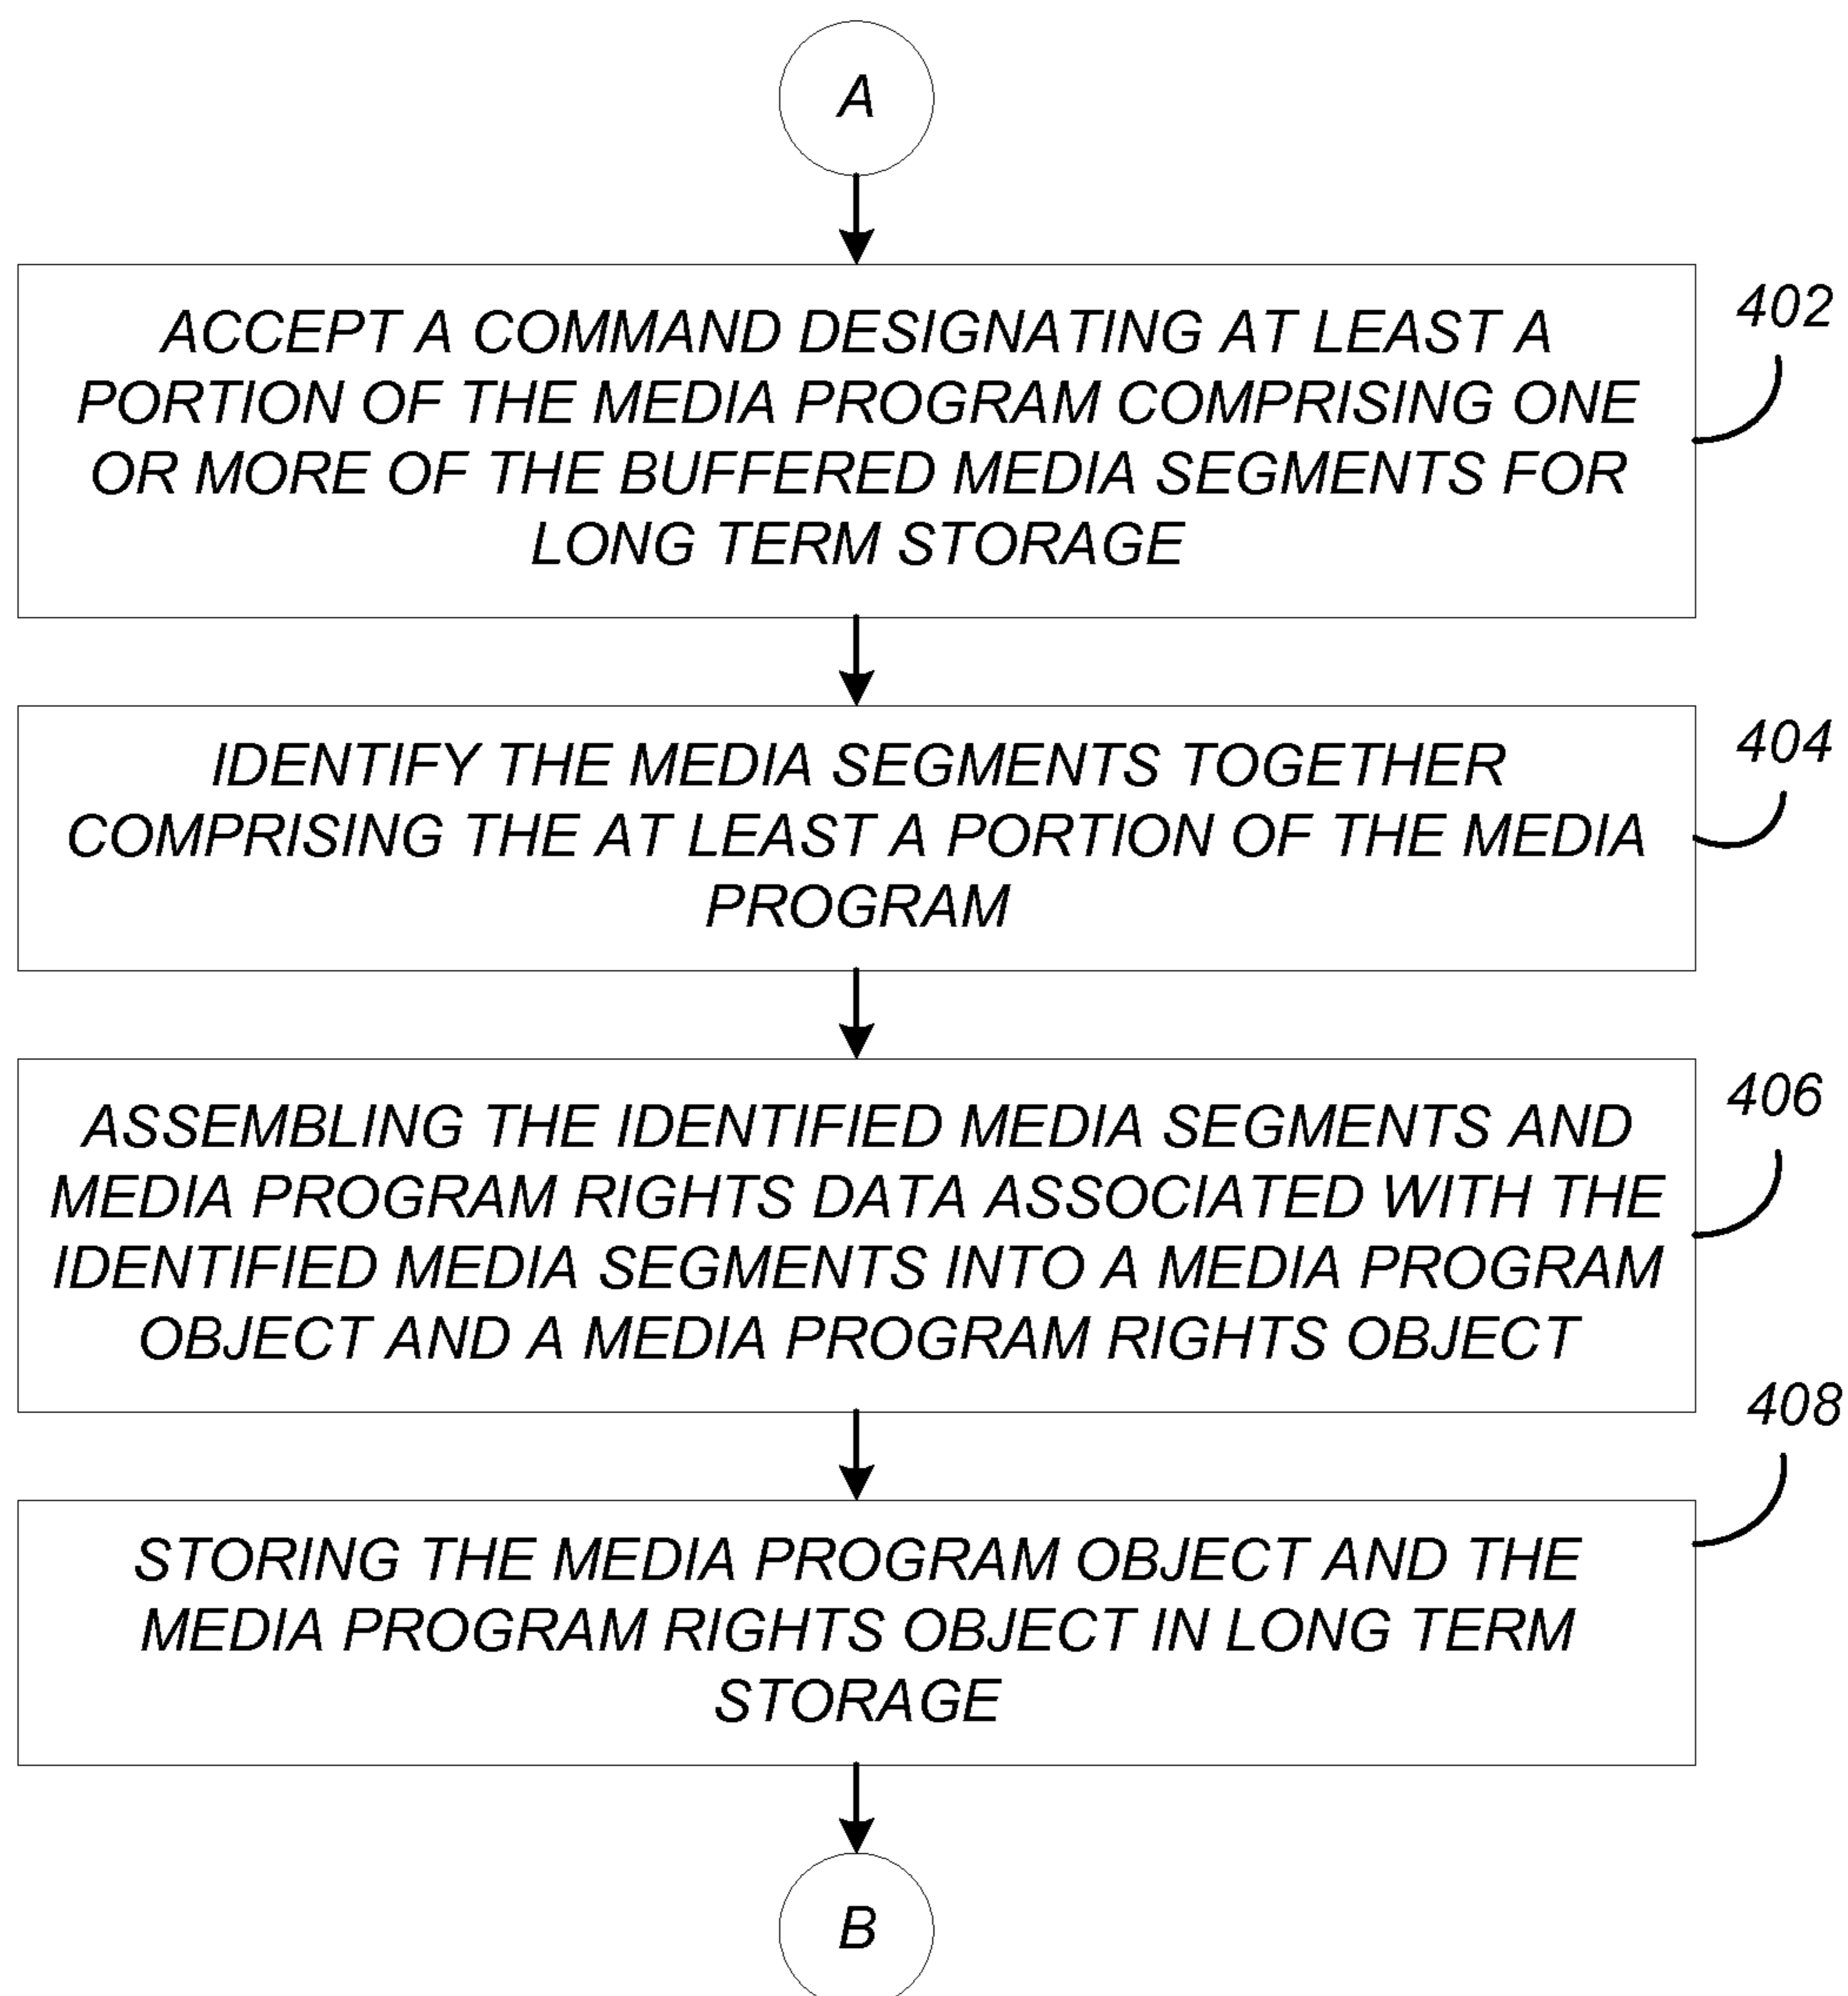 A
ACCEPT A COMMAND DESIGNATING AT LEAST A
PORTION OF THE MEDIA PROGRAM COMPRISING ONE
OR MORE OF THE BUFFERED MEDIA SEGMENTS FOR
LONG TERM STORAGE
402
IDENTIFY THE MEDIA SEGMENTS TOGETHER
COMPRISING THE AT LEAST A PORTION OF THE MEDIA
PROGRAM
404
ASSEMBLING THE IDENTIFIED MEDIA SEGMENTS AND
MEDIA PROGRAM RIGHTS DATA ASSOCIATED WITH THE
IDENTIFIED MEDIA SEGMENTS INTO A MEDIA PROGRAM
OBJECT AND A MEDIA PROGRAM RIGHTS OBJECT
406
STORING THE MEDIA PROGRAM OBJECT AND THE
MEDIA PROGRAM RIGHTS OBJECT IN LONG TERM
STORAGE
408
B